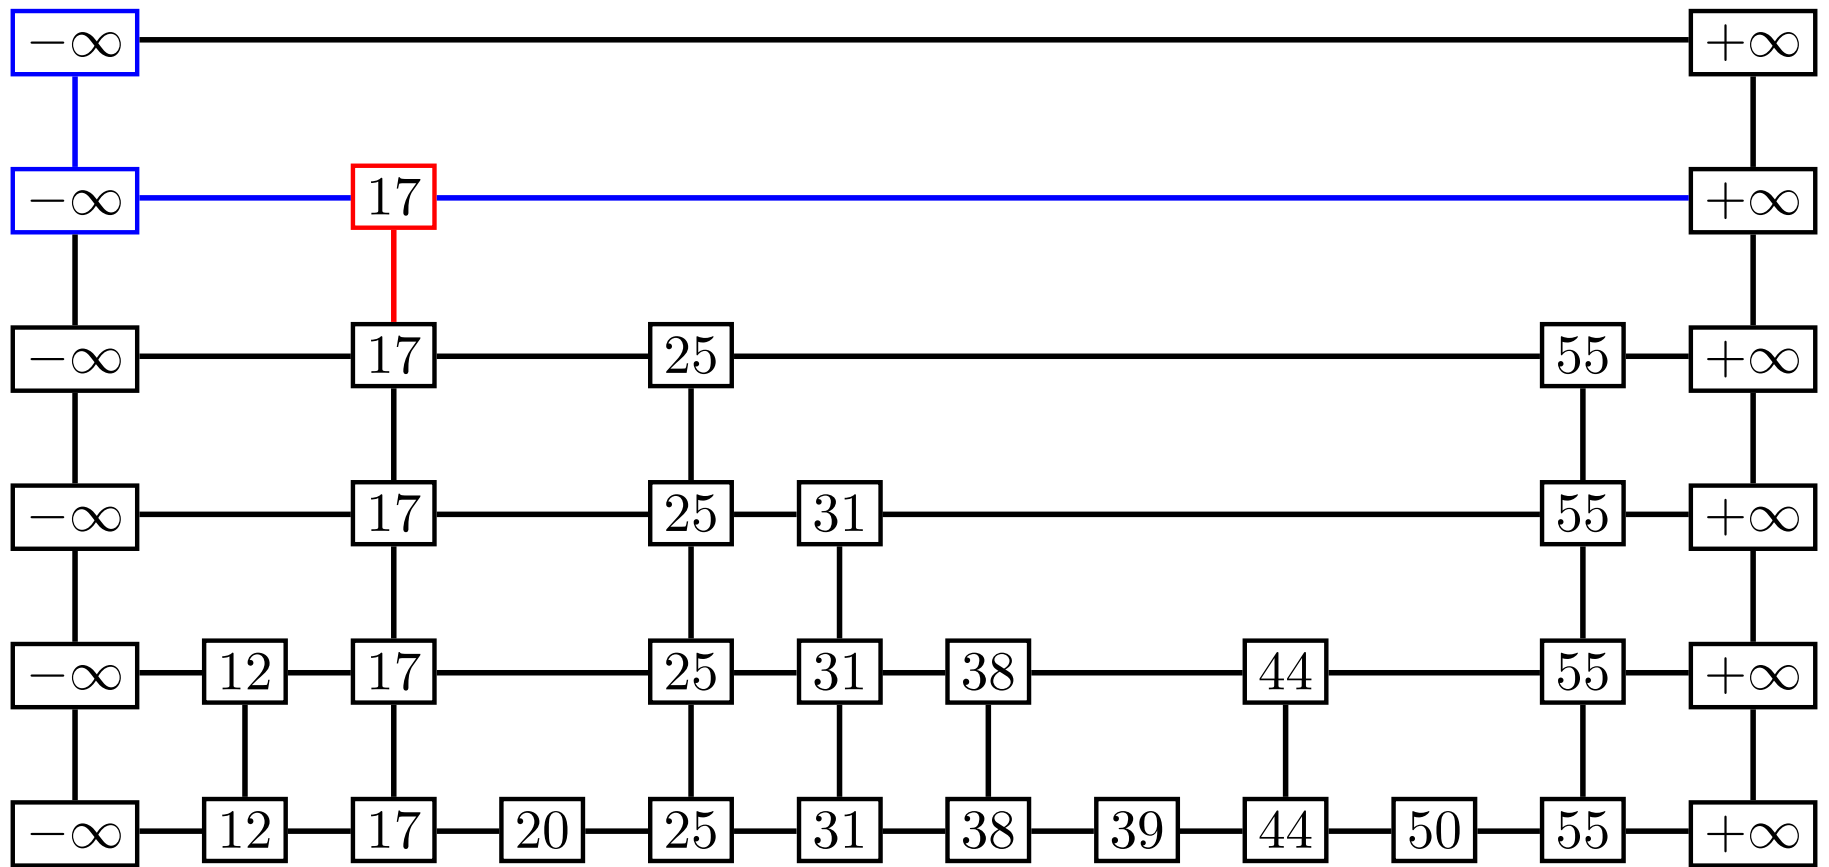 −∞ +∞
−∞ 17 +∞
−∞ 17 25 55 +∞
−∞ 17 25 31 55 +∞
−∞ 12 17 25 31 38 44 55 +∞
−∞ 12 17 20 25 31 38 39 44 50 55 +∞